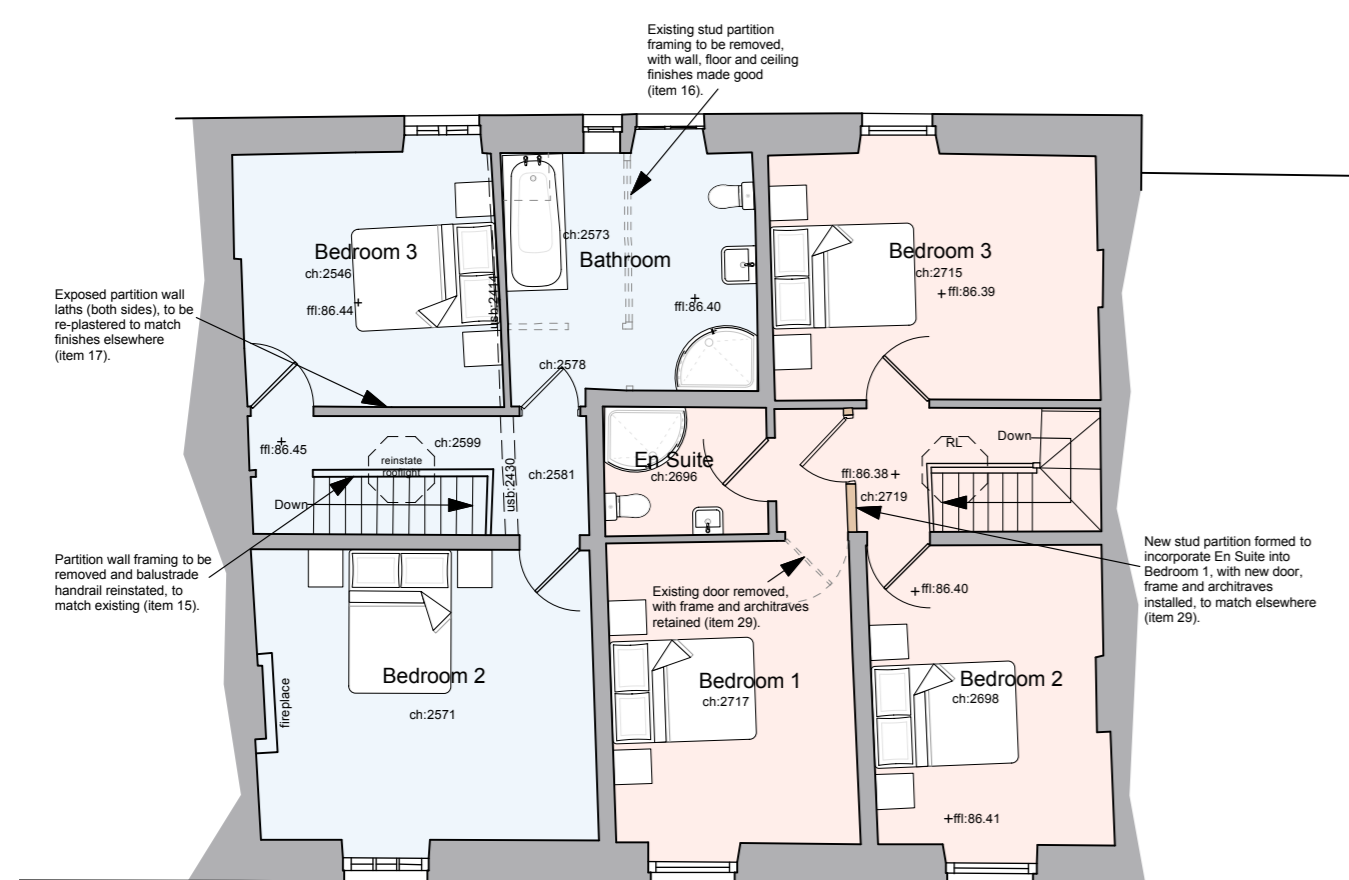 Existing stud partition
framing to be removed,
with wall, floor and ceiling
finishes made good
(item 16).
Exposed partition wall
laths (both sides), to be
re-plastered to match
finishes elsewhere
(item 17).
Bedroom 3
ch:2546
ffl:86.44
usb:2414
ch:2573
Bathroom
ffl:86.40
ch:2578
Bedroom 3
ch:2715
ffl:86.39
ffl:86.45
reinstate
rooflight
ch:2599
Down
usb:2430
ch:2581
En Suite
ch:2696
ffl:86.38
ch:2719
RL
Down
Partition wall framing to be
removed and balustrade
handrail reinstated, to
match existing (item 15).
Existing door removed,
with frame and architraves
retained (item 29).
New stud partition formed to
incorporate En Suite into
Bedroom 1, with new door,
frame and architraves
installed, to match elsewhere
(item 29).
ffl:86.40
Bedroom 2
ch:2571
fireplace
Bedroom 1
ch:2717
Bedroom 2
ch:2698
ffl:86.41